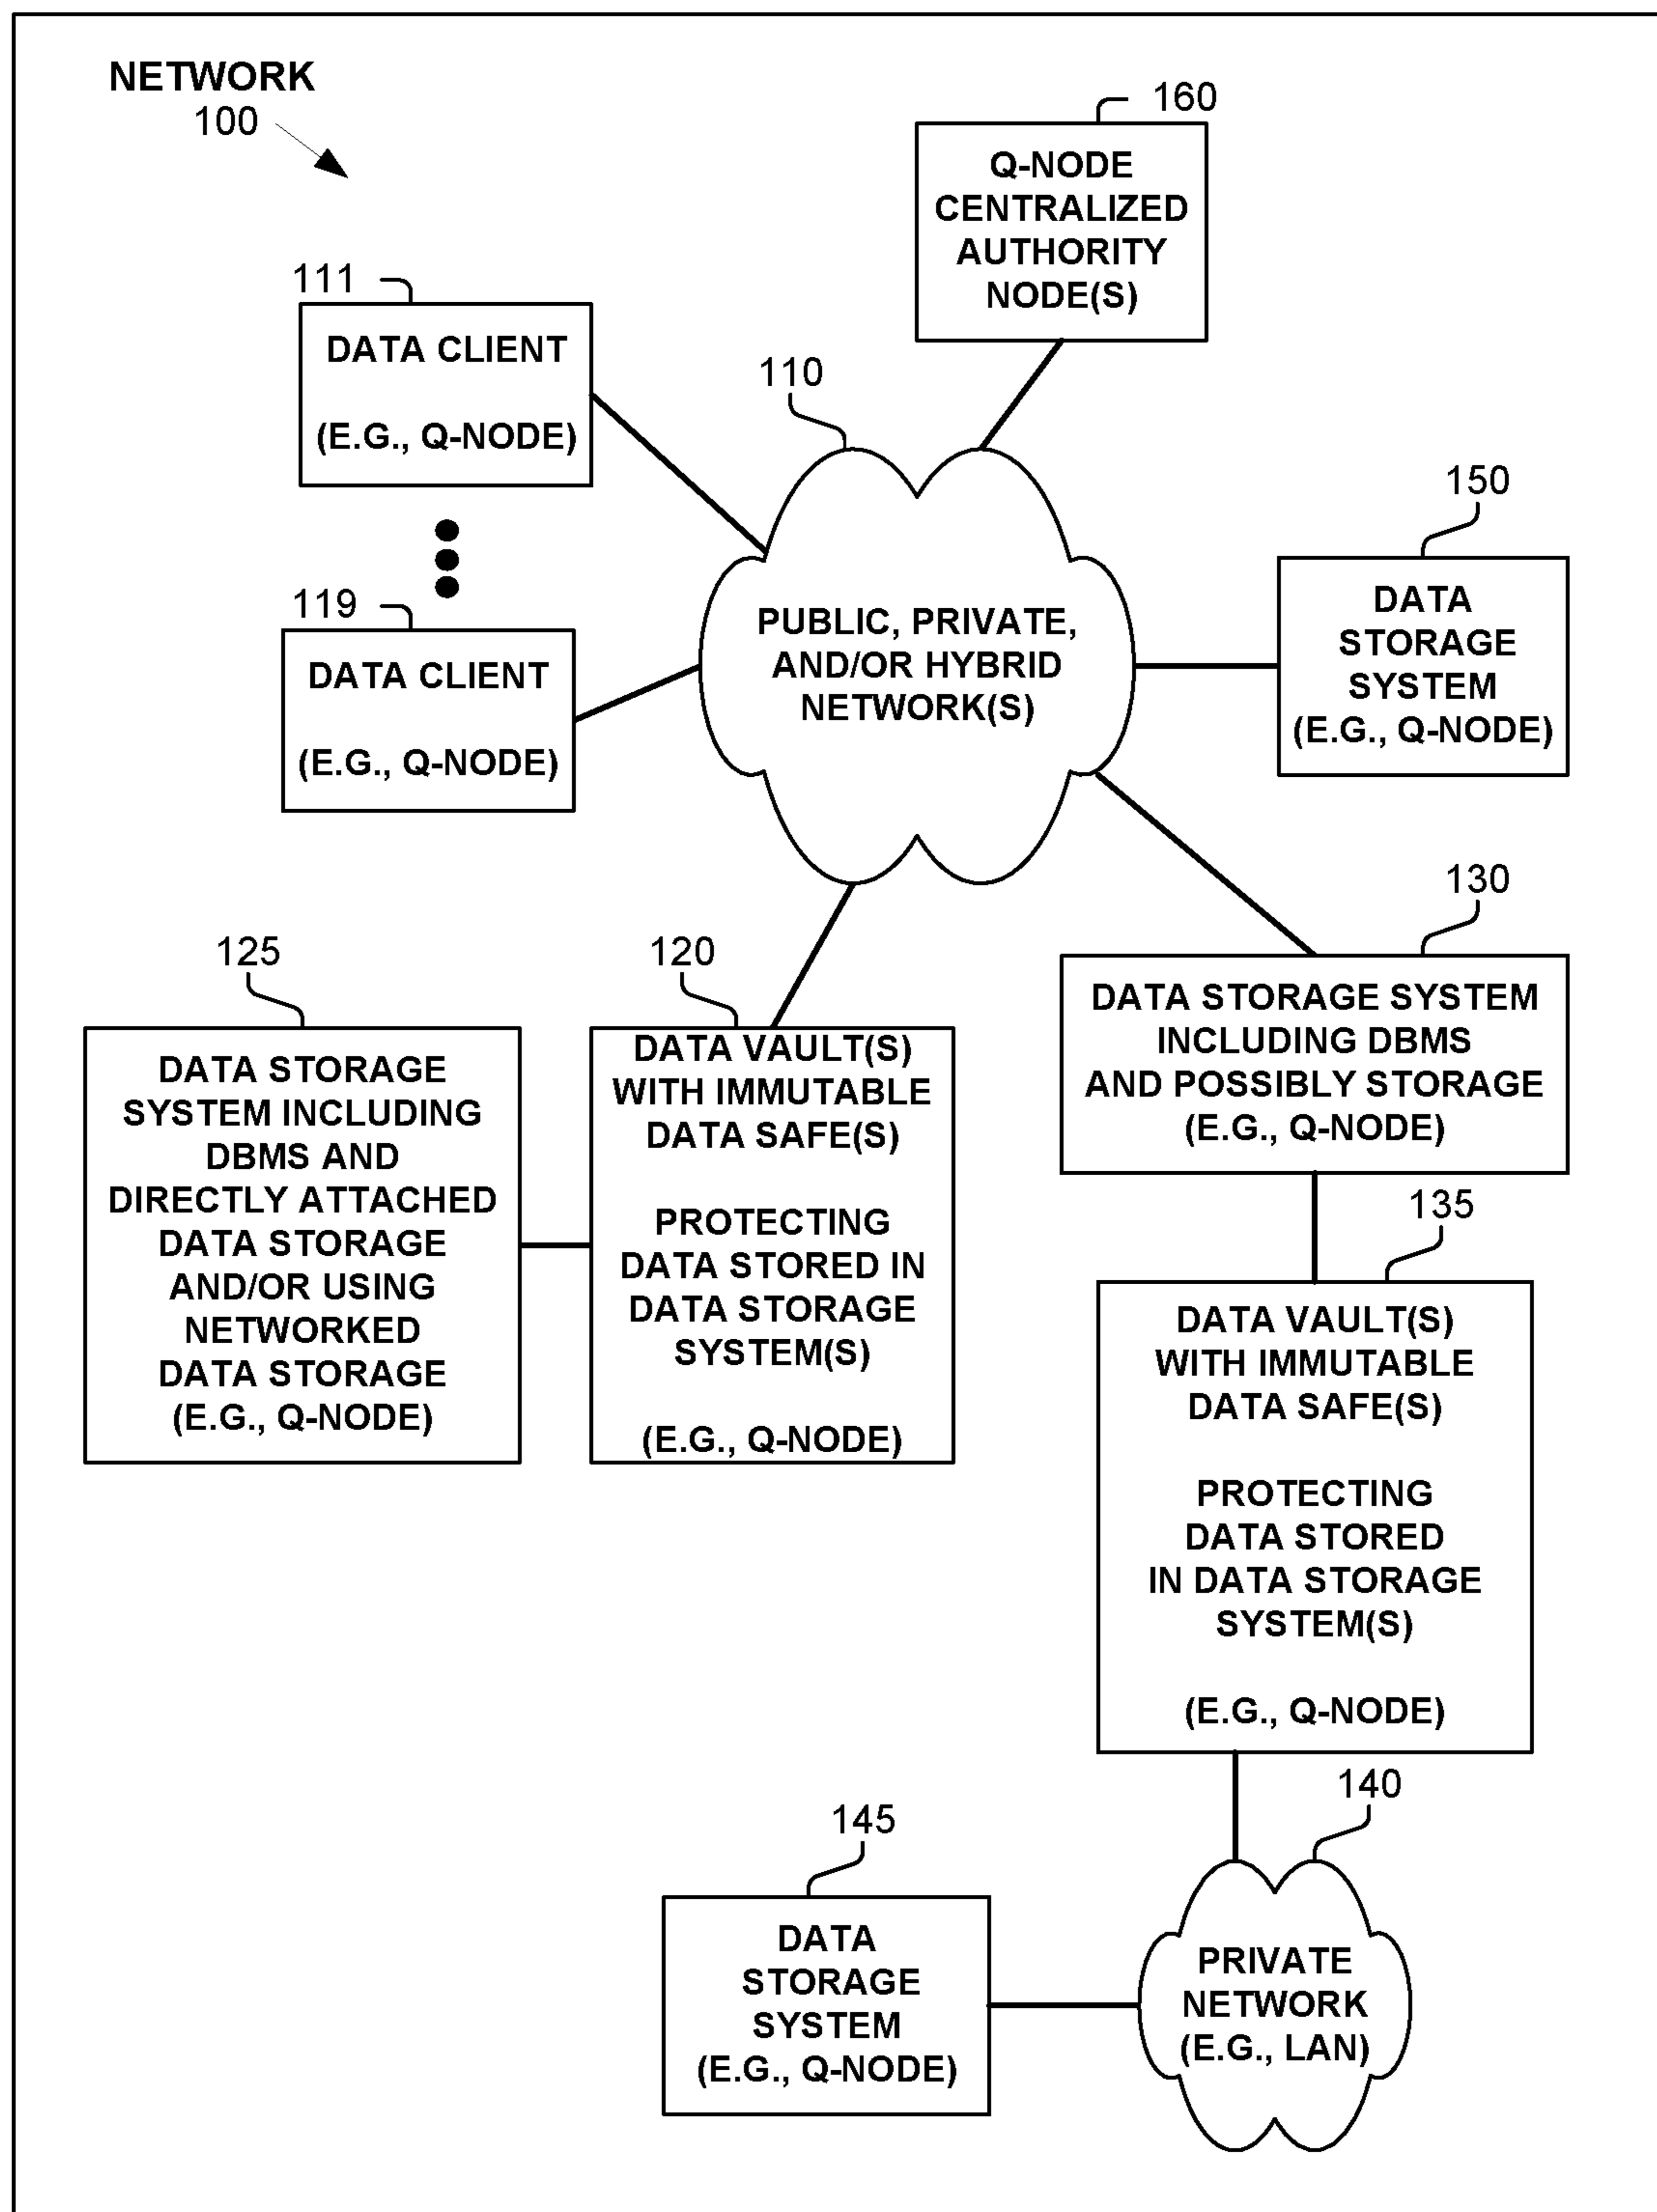 NETWORK
100
160
Q-NODE
CENTRALIZED
AUTHORITY
NODE(S)
111
DATA CLIENT
(E.G., Q-NODE)
110
150
119
DATA CLIENT
(E.G., Q-NODE)
PUBLIC, PRIVATE,
AND/OR HYBRID
NETWORK(S)
DATA
STORAGE
SYSTEM
(E.G., Q-NODE)
130
125
120
DATA STORAGE SYSTEM
INCLUDING DBMS
AND POSSIBLY STORAGE
(E.G., Q-NODE)
DATA STORAGE
SYSTEM INCLUDING
DBMS AND
DIRECTLY ATTACHED
DATA STORAGE
AND/OR USING
NETWORKED
DATA STORAGE
(E.G., Q-NODE)
DATA VAULT(S)
WITH IMMUTABLE
DATA SAFE(S)
PROTECTING
DATA STORED IN
DATA STORAGE
SYSTEM(S)
(E.G., Q-NODE)
135
DATA VAULT(S)
WITH IMMUTABLE
DATA SAFE(S)
PROTECTING
DATA STORED
IN DATA STORAGE
SYSTEM(S)
(E.G., Q-NODE)
140
145
DATA
STORAGE
SYSTEM
(E.G., Q-NODE)
PRIVATE
NETWORK
(E.G., LAN)